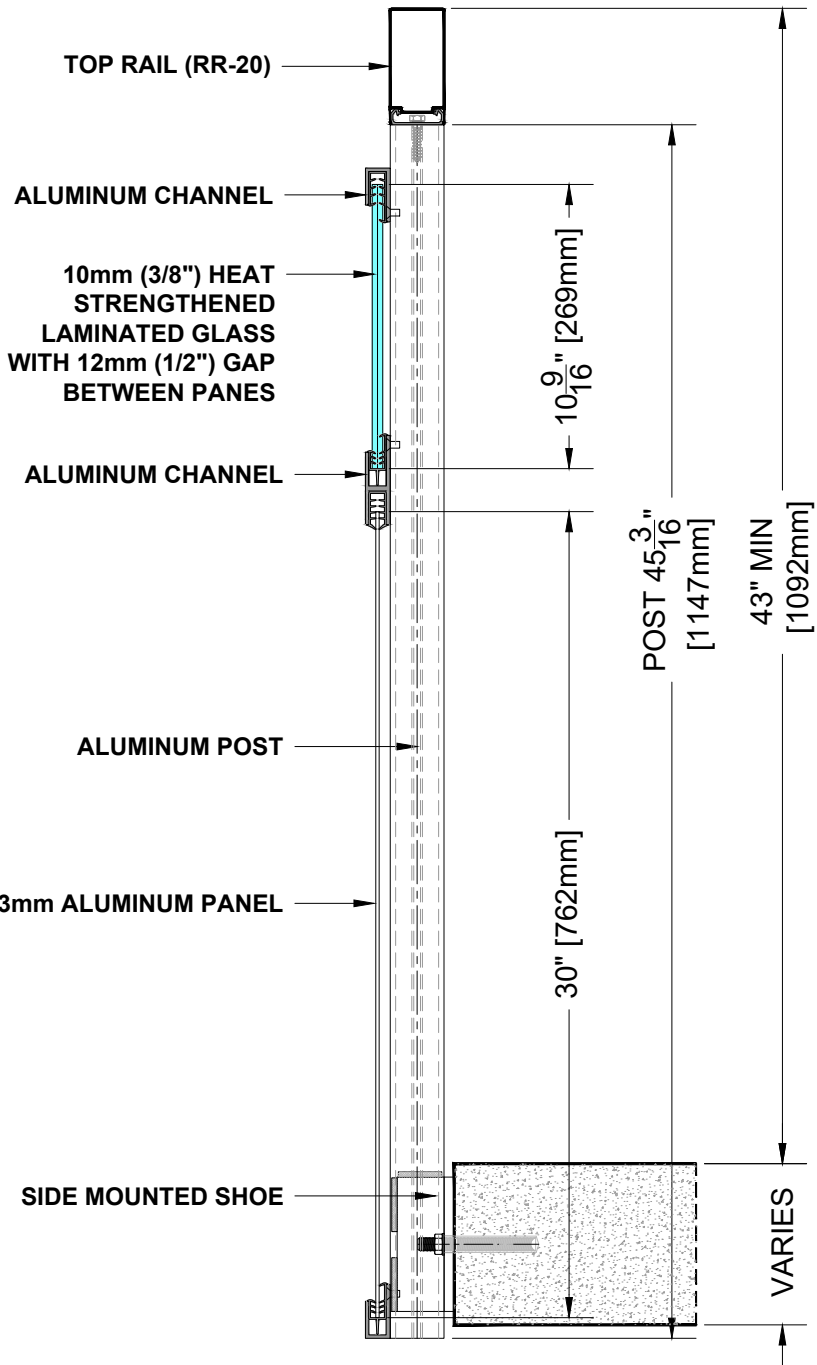 TOP RAIL (RR-20)
ALUMINUM CHANNEL
10mm (3/8") HEAT
STRENGTHENED
LAMINATED GLASS
WITH 12mm (1/2") GAP
BETWEEN PANES
ALUMINUM CHANNEL
ALUMINUM POST
3mm ALUMINUM PANEL
SIDE MOUNTED SHOE
10 9/16" [269mm]
30" [762mm]
POST 45 3/16"
[1147mm]
43" MIN
[1092mm]
VARIES